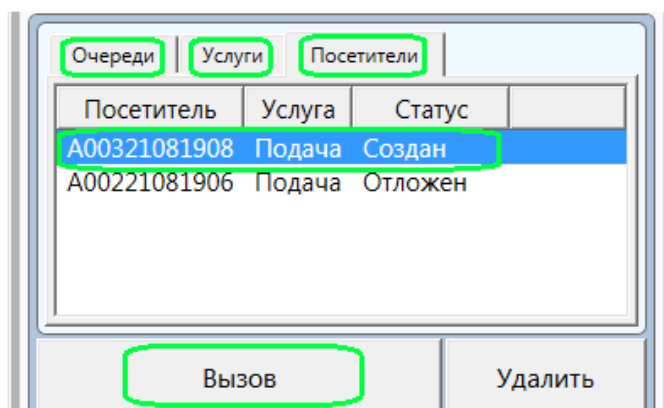 Очереди Услуги Посетители
Посетитель Услуга Статус
A00321081908 Подача Создан
A00221081906 Подача Отложен
Вызов Удалить